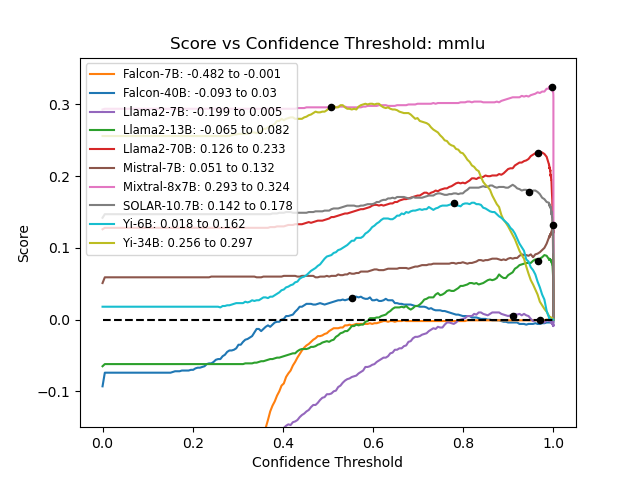 Score vs Confidence Threshold: mmlu
Falcon-7B: -0.482 to -0.001
Falcon-40B: -0.093 to 0.03
Llama2-7B: -0.199 to 0.005
Llama2-13B: -0.065 to 0.082
Llama2-70B: 0.126 to 0.233
Mistral-7B: 0.051 to 0.132
Mixtral-8x7B: 0.293 to 0.324
SOLAR-10.7B: 0.142 to 0.178
Yi-6B: 0.018 to 0.162
Yi-34B: 0.256 to 0.297
Score
0.3
0.2
0.1
0.0
−0.1
0.0 0.2 0.4 0.6 0.8 1.0
Confidence Threshold